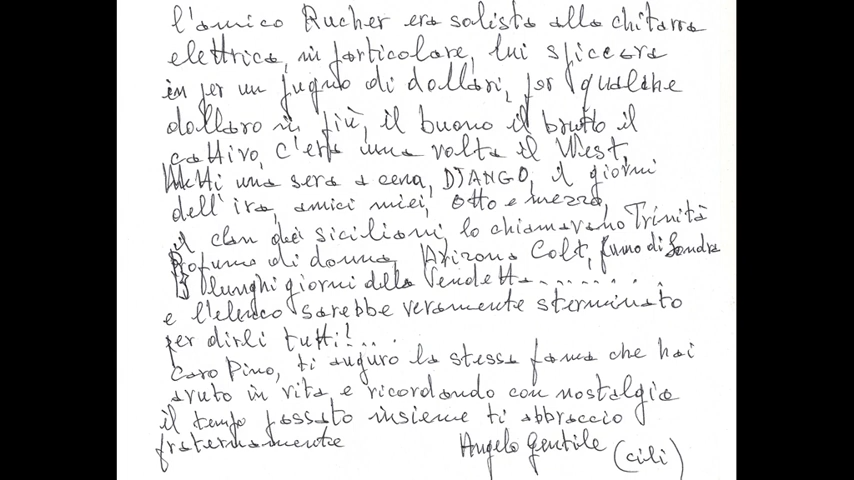 l'amico Rucher era solista alla chitarra
elettrica, in particolare, lui spiccava
in per un pugno di dollari, per qualche
dollaro in più, il buono il brutto il
cattivo, c'era una volta il West,
Metti una sera a cena, DJANGO, il giorni
dell'ira, amici miei, otto e mezzo,
il clan dei siciliani, lo chiamavano Trinità
Profumo di donna, Arizona Colt, fumo di Londra
I lunghi giorni della Vendetta..........
e l'elenco sarebbe veramente sterminato
per dirli tutti!...
Caro Pino, ti auguro la stessa fama che hai
avuto in vita, e ricordando con nostalgia
il tempo passato insieme ti abbraccio
fraternamente Angelo Gentile (cili)